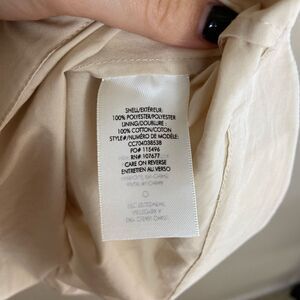 SHELL/EXTÉRIEUR:
100% POLYESTER/POLYESTER
LINING/DOUBLURE:
100% COTTON/COTON
STYLE#/NUMÉRO DE MODÈLE:
CC704D38538
PO# 115496
RN# 107677
CARE ON REVERSE
ENTRETIEN AU VERSO